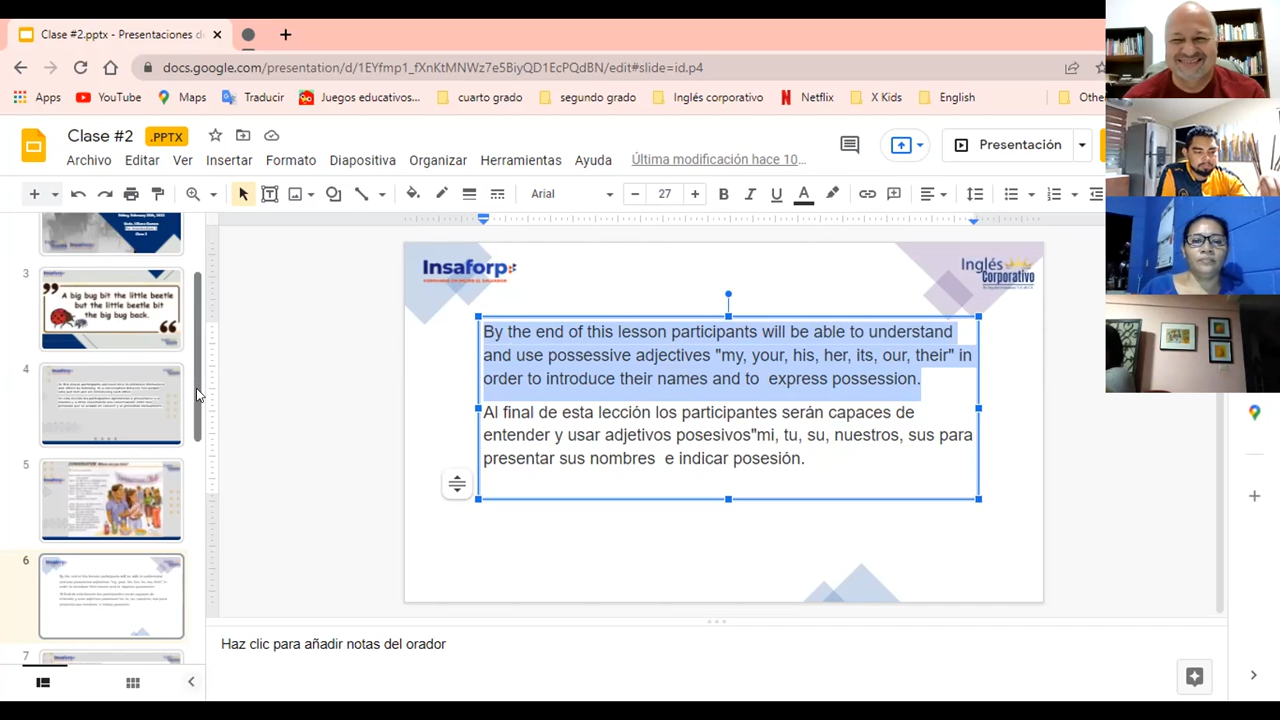 Clase #2.pptx - Presentaciones d
docs.google.com/presentation/d/1EYfmp1_fXnktMNWz7e5BiyQD1EcPQdBN/edit#slide=id.p4
Apps YouTube Maps Traducir Juegos educatives... cuarto grado segundo grado Inglés corporativo Netflix X Kids English Othe
Clase #2 .PPTX
Archivo Editar Ver Insertar Formato Diapositiva Organizar Herramientas Ayuda Última modificación hace 10...
Presentación
Arial 27 B I U A
3
A big bug bit the little beetle
but the little beetle bit
the big bug back.
4
5
6
7
Insaforp
Inglés
Corporativo
By the end of this lesson participants will be able to understand
and use possessive adjectives "my, your, his, her, its, our, their" in
order to introduce their names and to express possession.
Al final de esta lección los participantes serán capaces de
entender y usar adjetivos posesivos"mi, tu, su, nuestros, sus para
presentar sus nombres e indicar posesion.
Haz clic para añadir notas del orador